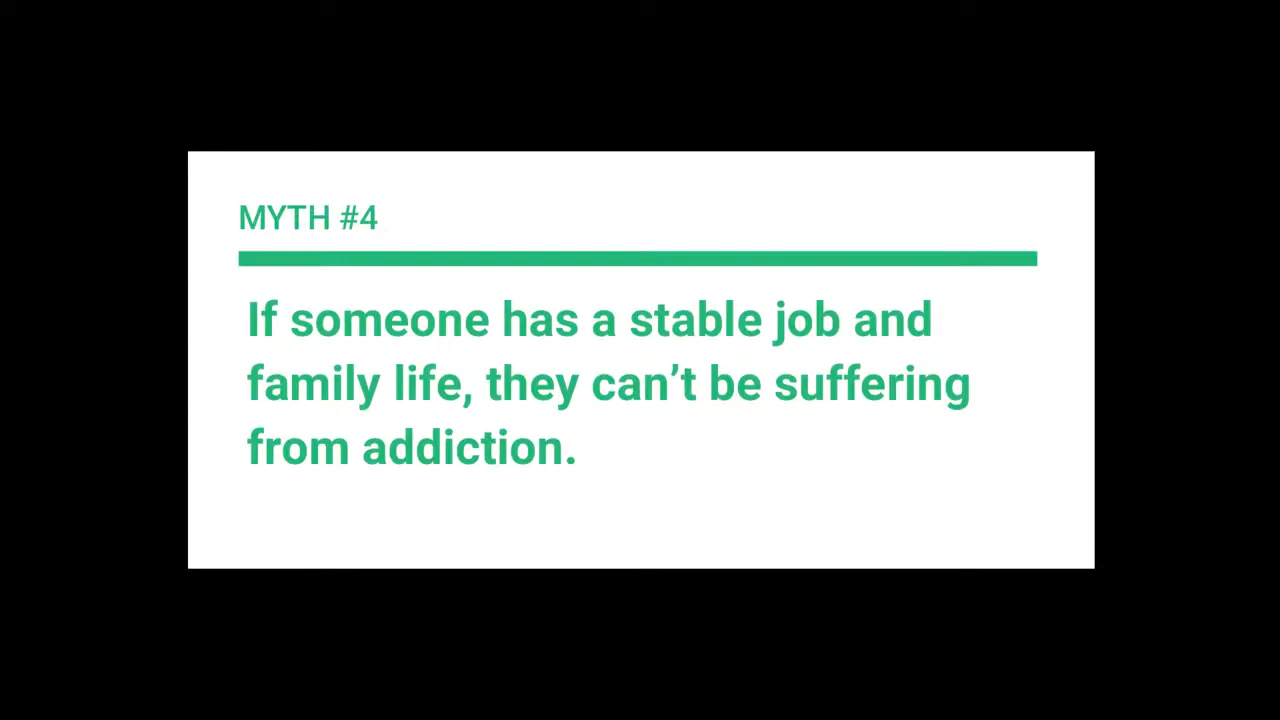 MYTH #4
If someone has a stable job and
family life, they can’t be suffering
from addiction.